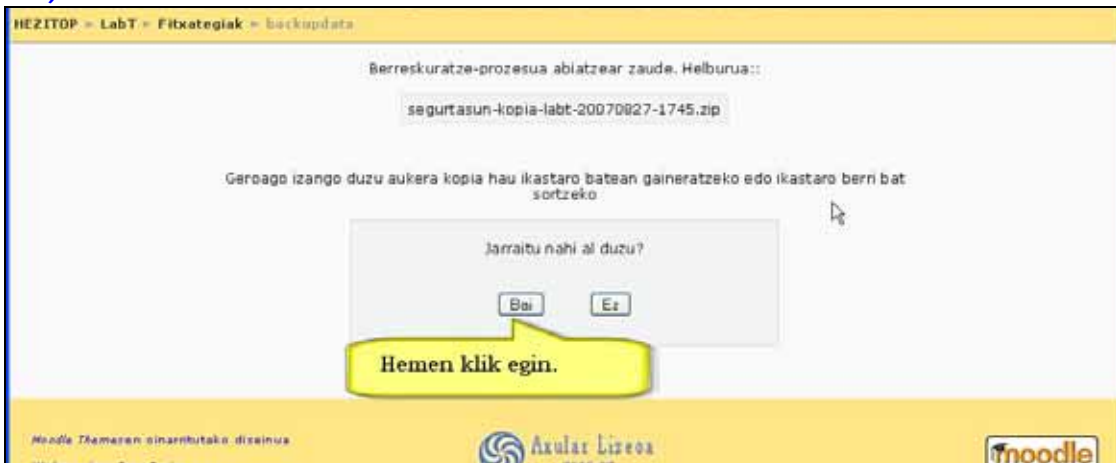 HEZITOP » LabT » Fitxategiak » backupdata
Berreskuratze-prozesua abiatzear zaude. Helburua::
segurtasun-kopia-labt-20070827-1745.zip
Geroago izango duzu aukera kopia hau ikastaro batean gaineratzeko edo ikastaro berri bat
sortzeko
Jarraitu nahi al duzu?
Bai Ez
Hemen klik egin.
Moodle Themaren oinarritutako diseinua
Axular Lizeoa
moodle